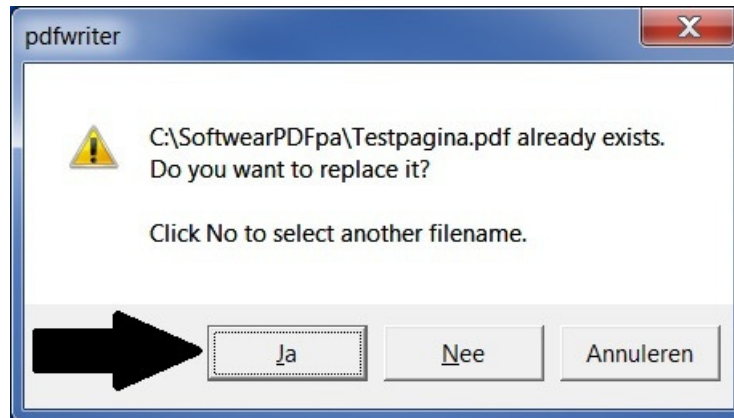 pdfwriter
C:\SoftwearPDFpa\Testpagina.pdf already exists.
Do you want to replace it?
Click No to select another filename.
Ja
Nee
Annuleren